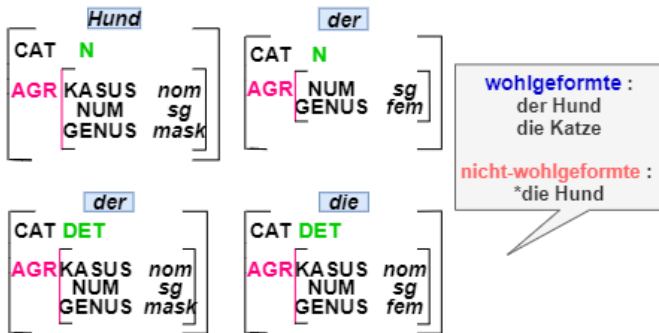 Hund
CAT N
AGR KASUS nom
NUM sg
GENUS mask
der
CAT N
AGR NUM sg
GENUS fem
wohlgeformte :
der Hund
die Katze
nicht-wohlgeformte :
*die Hund
der
CAT DET
AGR KASUS nom
NUM sg
GENUS mask
die
CAT DET
AGR KASUS nom
NUM sg
GENUS fem